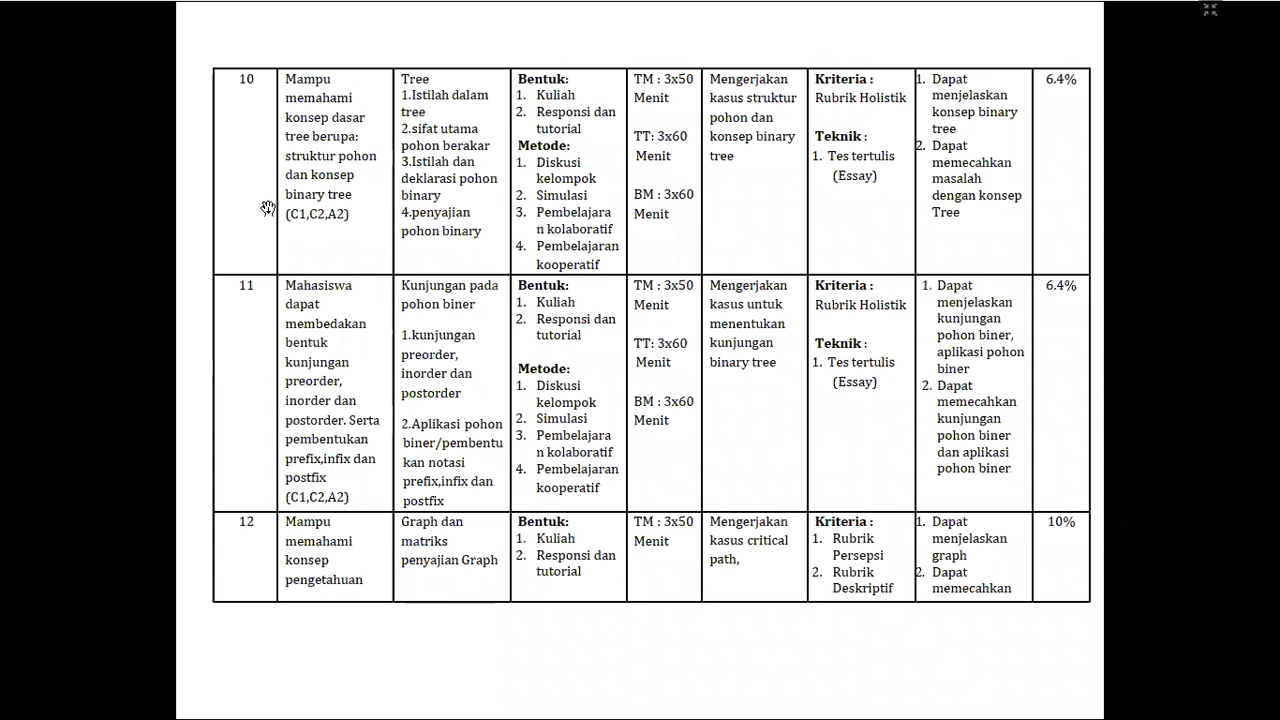 10
Mampu
memahami
konsep dasar
tree berupa:
struktur pohon
dan konsep
binary tree
(C1,C2,A2)
Tree
1.Istilah dalam
tree
2.sifat utama
pohon berakar
3.Istilah dan
deklarasi pohon
binary
4.penyajian
pohon binary
Bentuk:
1. Kuliah
2. Responsi dan
tutorial
Metode:
1. Diskusi
kelompok
2. Simulasi
3. Pembelajara
n kolaboratif
4. Pembelajaran
kooperatif
TM : 3x50
Menit
TT: 3x60
Menit
BM : 3x60
Menit
Mengerjakan
kasus struktur
pohon dan
konsep binary
tree
Kriteria :
Rubrik Holistik
Teknik :
1. Tes tertulis
(Essay)
1. Dapat
menjelaskan
konsep binary
tree
2. Dapat
memecahkan
masalah
dengan konsep
Tree
6.4%
11
Mahasiswa
dapat
membedakan
bentuk
kunjungan
preorder,
inorder dan
postorder. Serta
pembentukan
prefix,infix dan
postfix
(C1,C2,A2)
Kunjungan pada
pohon biner
1.kunjungan
preorder,
inorder dan
postorder
2.Aplikasi pohon
biner/pembentu
kan notasi
prefix,infix dan
postfix
Bentuk:
1. Kuliah
2. Responsi dan
tutorial
Metode:
1. Diskusi
kelompok
2. Simulasi
3. Pembelajara
n kolaboratif
4. Pembelajaran
kooperatif
TM : 3x50
Menit
TT: 3x60
Menit
BM : 3x60
Menit
Mengerjakan
kasus untuk
menentukan
kunjungan
binary tree
Kriteria :
Rubrik Holistik
Teknik :
1. Tes tertulis
(Essay)
1. Dapat
menjelaskan
kunjungan
pohon biner,
aplikasi pohon
biner
2. Dapat
memecahkan
kunjungan
pohon biner
dan aplikasi
pohon biner
6.4%
12
Mampu
memahami
konsep
pengetahuan
Graph dan
matriks
penyajian Graph
Bentuk:
1. Kuliah
2. Responsi dan
tutorial
TM : 3x50
Menit
Mengerjakan
kasus critical
path,
Kriteria :
1. Rubrik
Persepsi
2. Rubrik
Deskriptif
1. Dapat
menjelaskan
graph
2. Dapat
memecahkan
10%